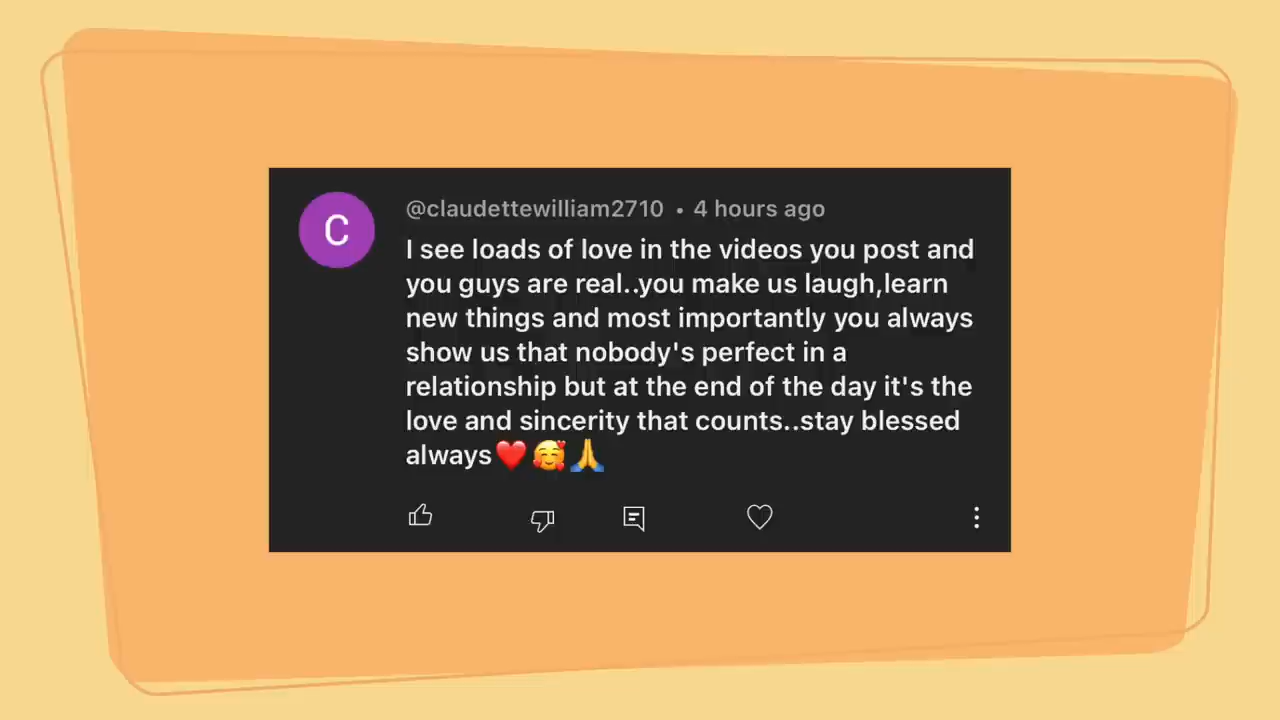 C
@claudettewilliam2710 • 4 hours ago
I see loads of love in the videos you post and
you guys are real..you make us laugh,learn
new things and most importantly you always
show us that nobody's perfect in a
relationship but at the end of the day it's the
love and sincerity that counts..stay blessed
always❤️🥰🙏